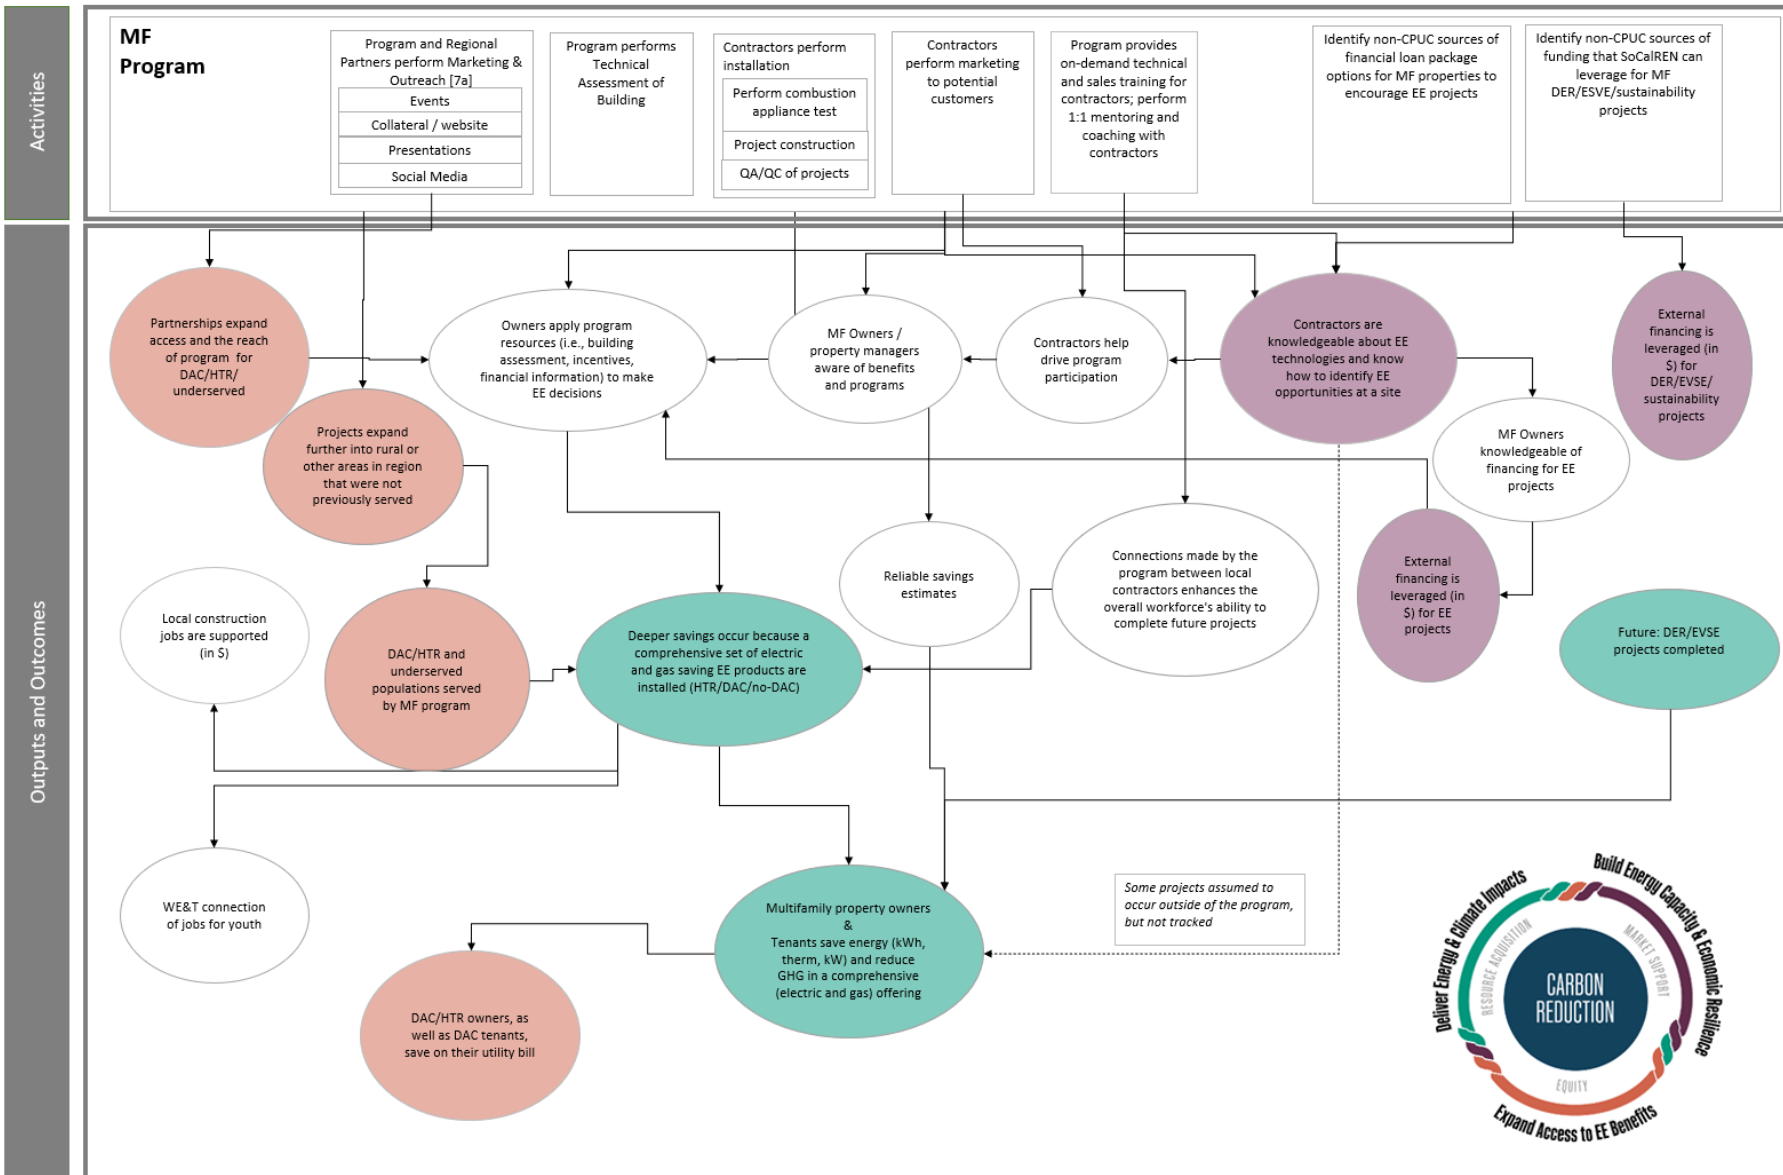 Activities
MF
Program
Program and Regional
Partners perform Marketing &
Outreach [7a]
Events
Collateral / website
Presentations
Social Media
Program performs
Technical
Assessment of
Building
Contractors perform
installation
Perform combustion
appliance test
Project construction
QA/QC of projects
Contractors
perform marketing
to potential
customers
Program provides
on-demand technical
and sales training for
contractors; perform
1:1 mentoring and
coaching with
contractors
Identify non-CPUC sources of
financial loan package
options for MF properties to
encourage EE projects
Identify non-CPUC sources of
funding that SoCalREN can
leverage for MF
DER/ESVE/sustainability
projects
Outputs and Outcomes
Partnerships expand
access and the reach
of program for
DAC/HTR/
underserved
Owners apply program
resources (i.e., building
assessment, incentives,
financial information) to make
EE decisions
MF Owners /
property managers
aware of benefits
and programs
Contractors help
drive program
participation
Contractors are
knowledgeable about EE
technologies and know
how to identify EE
opportunities at a site
External
financing is
leveraged (in
$) for
DER/EVSE/
sustainability
projects
Projects expand
further into rural or
other areas in region
that were not
previously served
MF Owners
knowledgeable of
financing for EE
projects
Reliable savings
estimates
Connections made by the
program between local
contractors enhances the
overall workforce's ability to
complete future projects
External
financing is
leveraged (in
$) for EE
projects
Local construction
jobs are supported
(in $)
DAC/HTR and
underserved
populations served
by MF program
Deeper savings occur because a
comprehensive set of electric
and gas saving EE products are
installed (HTR/DAC/no-DAC)
Future: DER/EVSE
projects completed
WE&T connection
of jobs for youth
Multifamily property owners
&
Tenants save energy (kWh,
therm, kW) and reduce
GHG in a comprehensive
(electric and gas) offering
Some projects assumed to
occur outside of the program,
but not tracked
DAC/HTR owners, as
well as DAC tenants,
save on their utility bill
Deliver Energy & Climate Impacts
Build Energy Capacity & Economic Resilience
RESOURCE ACQUISITION
MARKET SUPPORT
CARBON
REDUCTION
EQUITY
Expand Access to EE Benefits